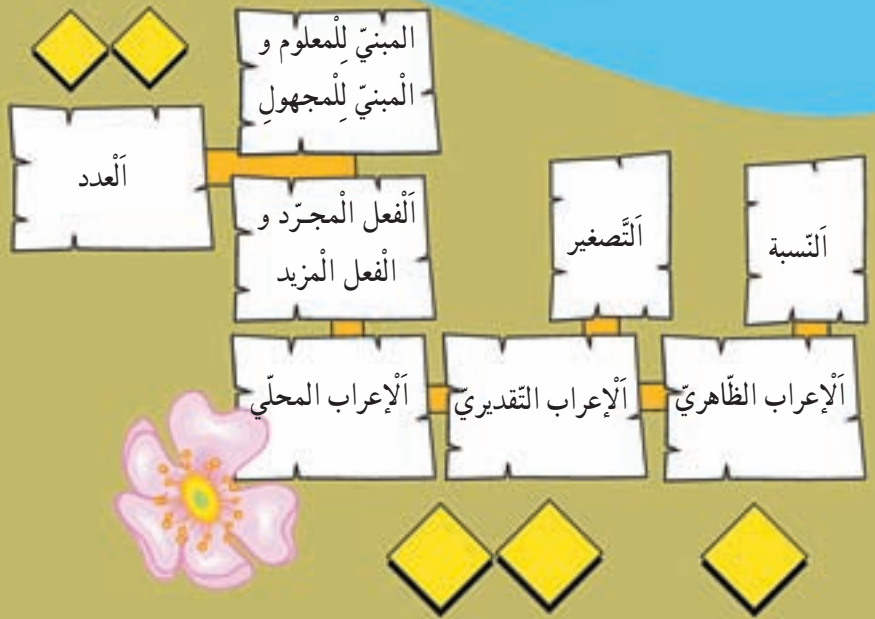 المبنيّ لِلْمعلوم و
الْمبنيّ لِلْمجهولِ
اَلْعدد
اَلْفعل الْمجرّد و
الْفعل الْمزيد
اَلتَّصغير
اَلنّسبة
اَلْإعراب الظّاهريّ
اَلْإعراب التّقديريّ
اَلْإعراب المحلّي